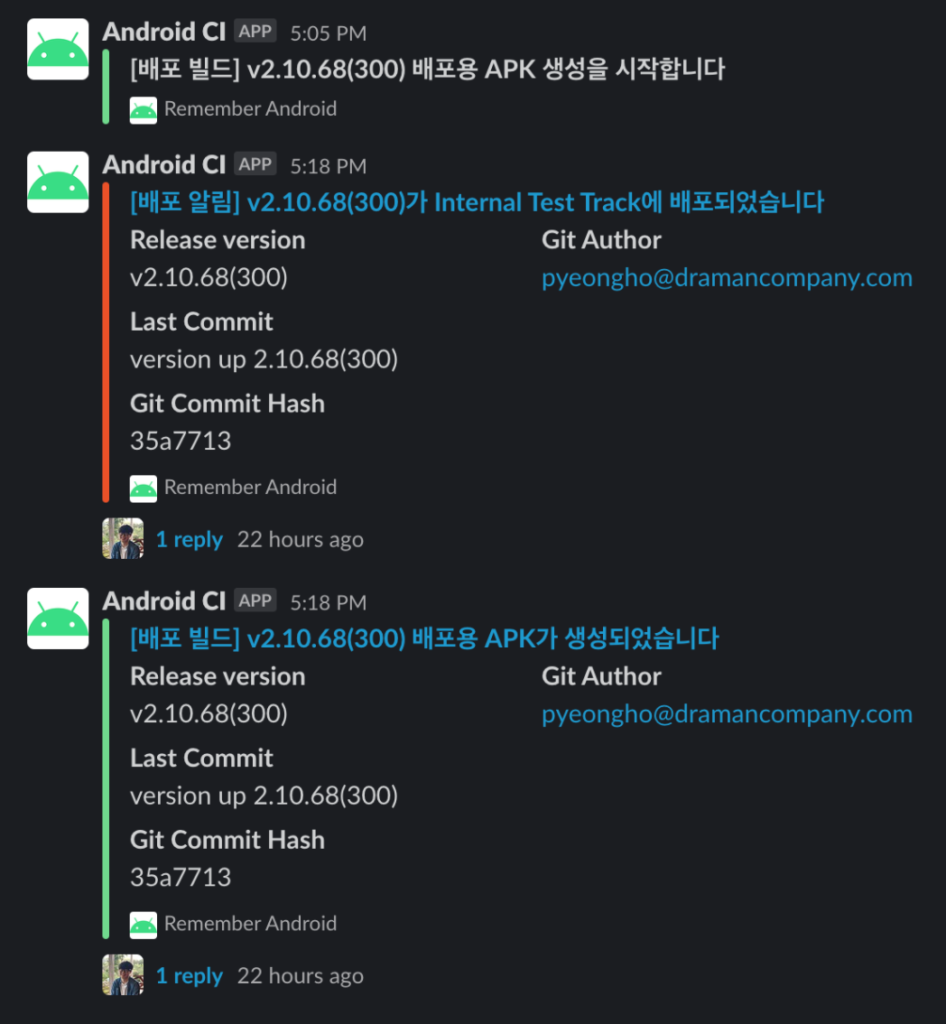 Android CI APP 5:05 PM
[배포 빌드] v2.10.68(300) 배포용 APK 생성을 시작합니다
Remember Android
Android CI APP 5:18 PM
[배포 알림] v2.10.68(300)가 Internal Test Track에 배포되었습니다
Release version Git Author
v2.10.68(300) pyeongho@dramancompany.com
Last Commit
version up 2.10.68(300)
Git Commit Hash
35a7713
Remember Android
1 reply 22 hours ago
Android CI APP 5:18 PM
[배포 빌드] v2.10.68(300) 배포용 APK가 생성되었습니다
Release version Git Author
v2.10.68(300) pyeongho@dramancompany.com
Last Commit
version up 2.10.68(300)
Git Commit Hash
35a7713
Remember Android
1 reply 22 hours ago